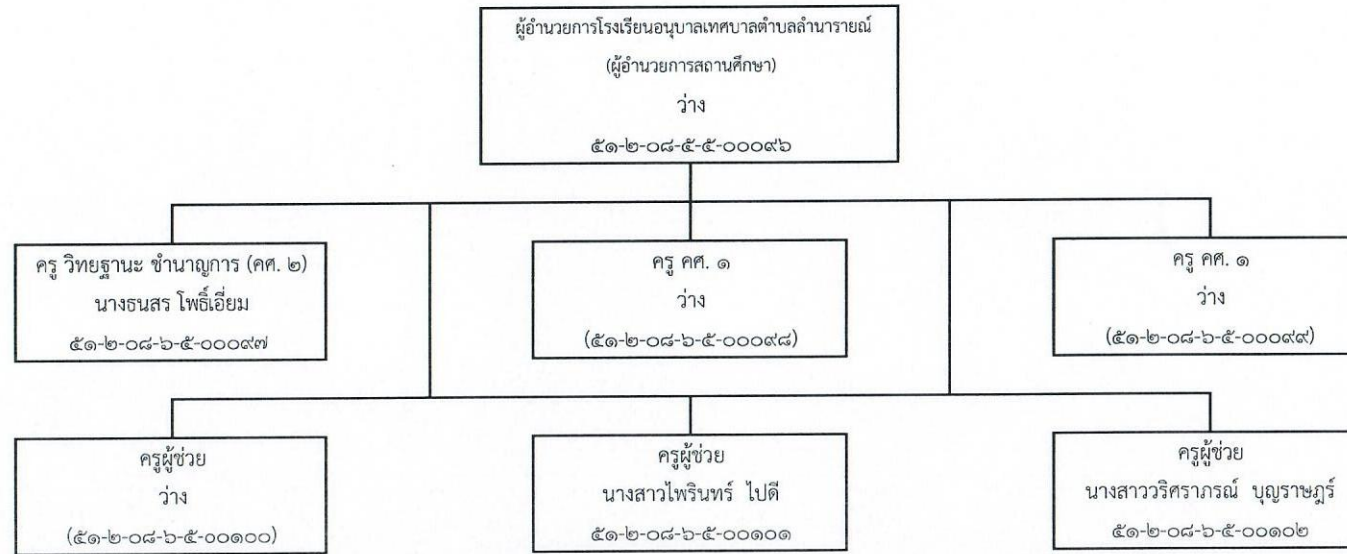 ผู้อำนวยการโรงเรียนอนุบาลเทศบาลตำบลลำนารายณ์
(ผู้อำนวยการสถานศึกษา)
ว่าง
๕๑-๒-๐๘-๕-๕-๐๐๐๙๖
ครู วิทยฐานะ ชำนาญการ (คศ. ๒)
นางธนสร โพธิ์เอี่ยม
๕๑-๒-๐๘-๖-๕-๐๐๐๙๗
ครู คศ. ๑
ว่าง
(๕๑-๒-๐๘-๖-๕-๐๐๐๙๘)
ครู คศ. ๑
ว่าง
(๕๑-๒-๐๘-๖-๕-๐๐๐๙๙)
ครูผู้ช่วย
ว่าง
(๕๑-๒-๐๘-๖-๕-๐๐๑๐๐)
ครูผู้ช่วย
นางสาวไพรินทร์ ไปดี
๕๑-๒-๐๘-๖-๕-๐๐๑๐๑
ครูผู้ช่วย
นางสาววริศราภรณ์ บุญราษฎร์
๕๑-๒-๐๘-๖-๕-๐๐๑๐๒